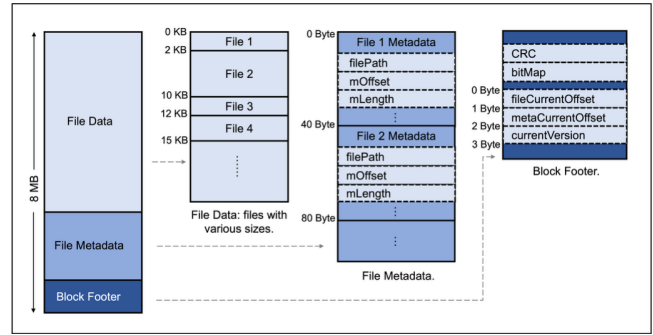 8 MB
File Data
File Metadata
Block Footer
0 KB
2 KB
10 KB
12 KB
15 KB
File 1
File 2
File 3
File 4
File Data: files with
various sizes.
0 Byte
40 Byte
80 Byte
File 1 Metadata
filePath
mOffset
mLength
File 2 Metadata
filePath
mOffset
mLength
File Metadata.
CRC
bitMap
0 Byte
fileCurrentOffset
1 Byte
metaCurrentOffset
2 Byte
currentVersion
3 Byte
Block Footer.